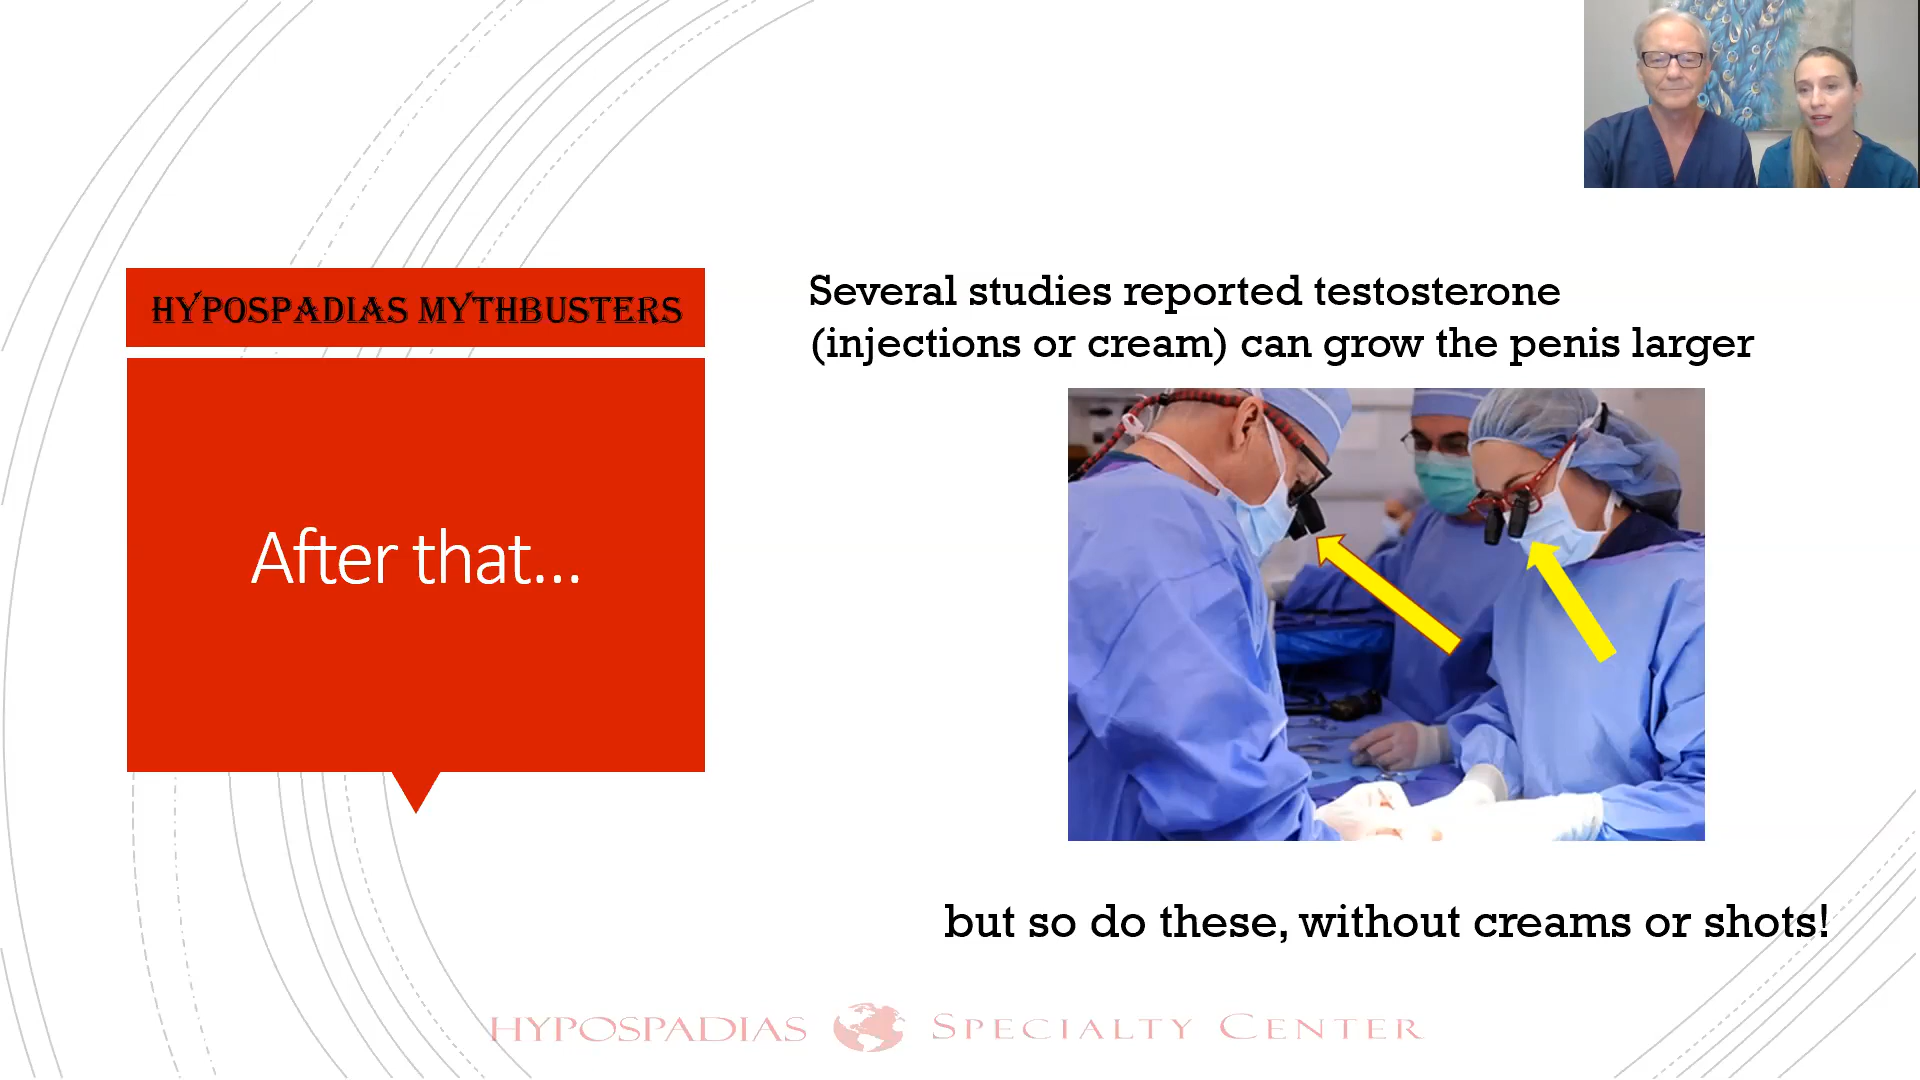 HYPOSPADIAS MYTHBUSTERS
After that...
Several studies reported testosterone
(injections or cream) can grow the penis larger
but so do these, without creams or shots!
HYPOSPADIAS SPECIALTY CENTER